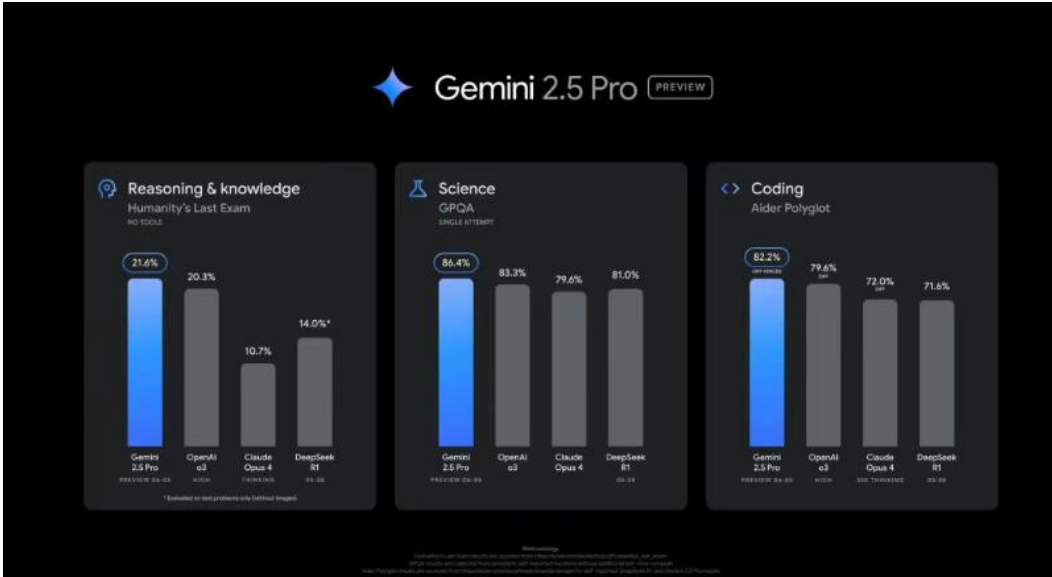 Gemini 2.5 Pro PREVIEW
Reasoning & knowledge
Humanity's Last Exam
NO TOOLS
21.6%
20.3%
10.7%
14.0%*
Gemini
2.5 Pro
PREVIEW 06-05
OpenAI
o3
HIGH
Claude
Opus 4
THINKING
DeepSeek
R1
05-28
* Evaluated on text problems only (without images)
Science
GPQA
SINGLE ATTEMPT
86.4%
83.3%
79.6%
81.0%
Gemini
2.5 Pro
PREVIEW 06-05
OpenAI
o3
Claude
Opus 4
DeepSeek
R1
05-28
Coding
Aider Polyglot
82.2%
DIFF-FENCED
79.6%
DIFF
72.0%
DIFF
71.6%
Gemini
2.5 Pro
PREVIEW 06-05
OpenAI
o3
HIGH
Claude
Opus 4
THINKING
DeepSeek
R1
05-28
Methodology